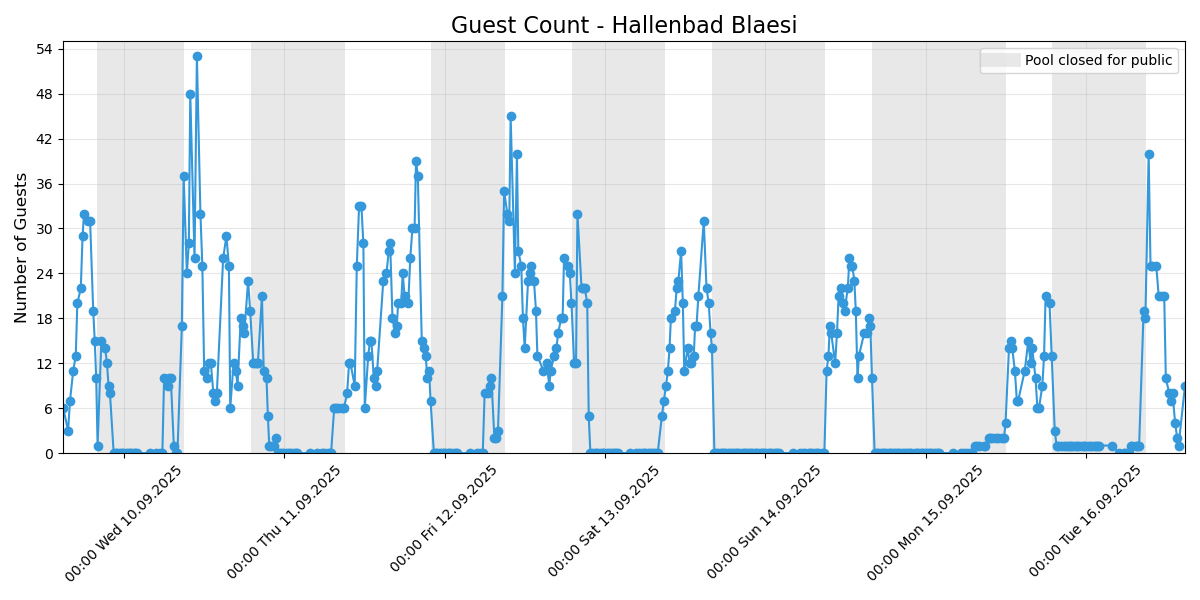 Guest Count - Hallenbad Blaesi
Pool closed for public
Number of Guests
54
48
42
36
30
24
18
12
6
0
00:00 Wed 10.09.2025
00:00 Thu 11.09.2025
00:00 Fri 12.09.2025
00:00 Sat 13.09.2025
00:00 Sun 14.09.2025
00:00 Mon 15.09.2025
00:00 Tue 16.09.2025